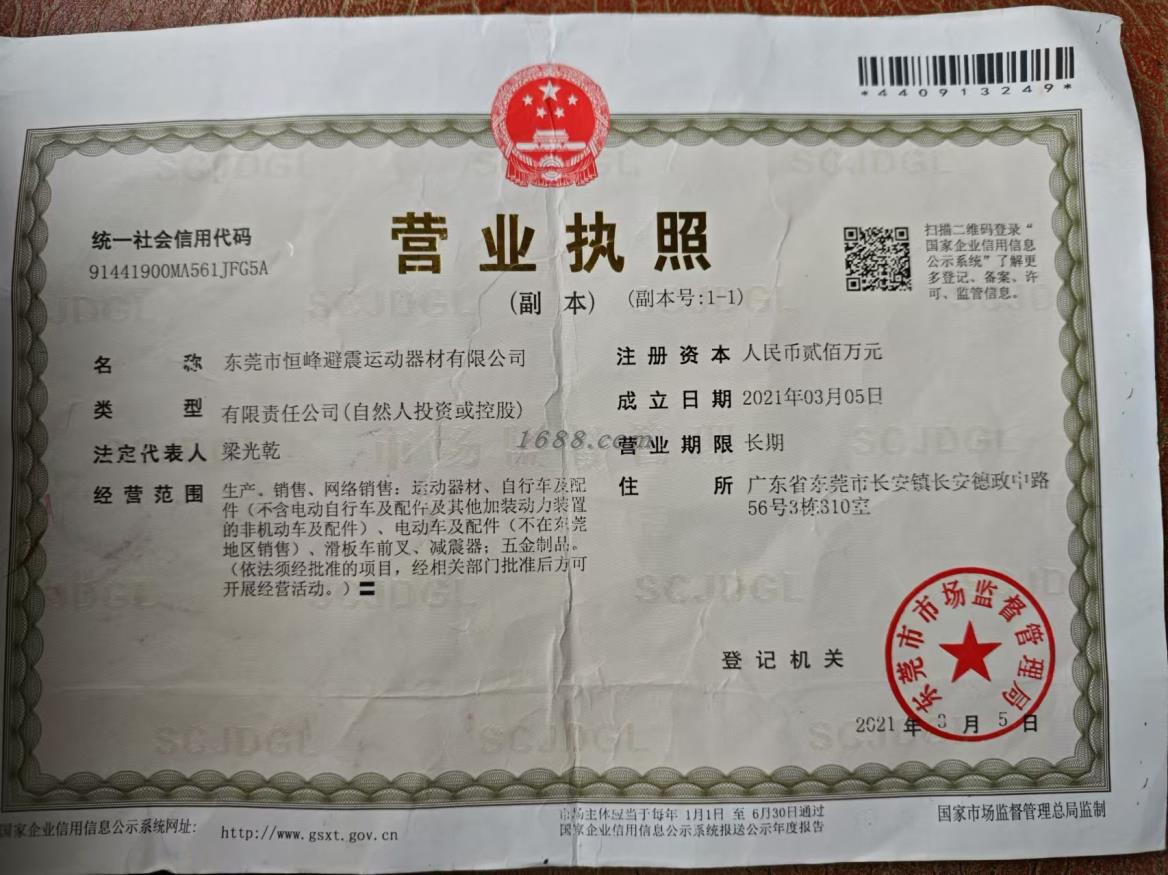 *440913249*
营业执照
(副 本) (副本号:1-1)
统一社会信用代码
91441900MA561JFG5A
扫描二维码登录“
国家企业信用信息
公示系统”了解更
多登记、备案、许
可、监管信息。
名 称 东莞市恒峰避震运动器材有限公司
类 型 有限责任公司(自然人投资或控股)
法定代表人 梁光乾
经营范围 生产、销售、网络销售：运动器材、自行车及配
件（不含电动自行车及配件及其他加装动力装置
的非机动车及配件）、电动车及配件（不在东莞
地区销售）、滑板车前叉、减震器；五金制品。
（依法须经批准的项目，经相关部门批准后方可
开展经营活动。）〓
注册资本 人民币贰佰万元
成立日期 2021年03月05日
营业期限 长期
住 所 广东省东莞市长安镇长安德政中路
56号3栋310室
1688.com
登记机关
东莞市市场监督管理局
2021 年 3 月 5 日
国家企业信用信息公示系统网址: http://www.gsxt.gov.cn
市场主体应当于每年 1月1日 至 6月30日通过
国家企业信用信息公示系统报送公示年度报告
国家市场监督管理总局监制
SCJDGL
市场监督管理